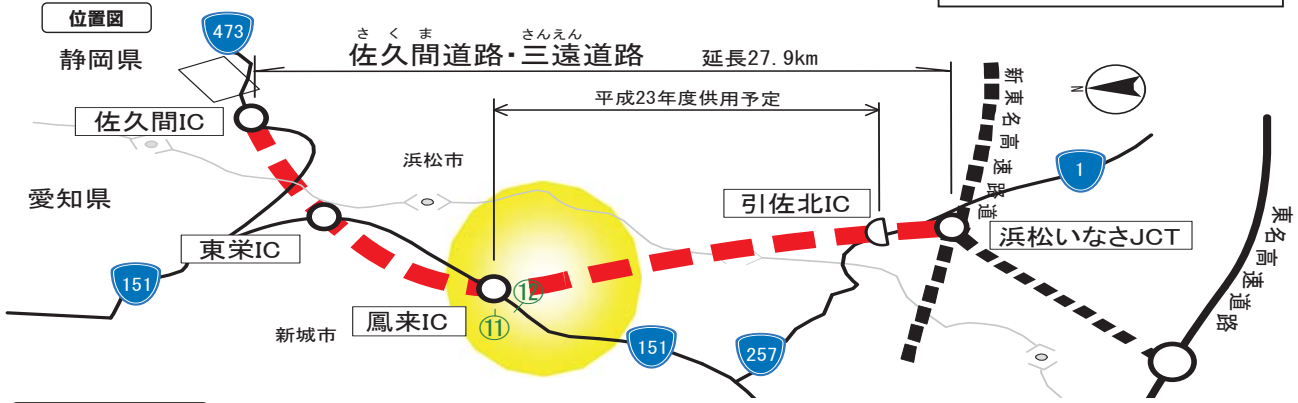 位置図
静岡県
473
さくま
さんえん
佐久間道路・三遠道路 延長27.9km
平成23年度供用予定
佐久間IC
浜松市
愛知県
新東名高速道路
N
1
引佐北IC
浜松いなさJCT
東栄IC
東名高速道路
151
鳳来IC
⑫
⑪
新城市
151
257